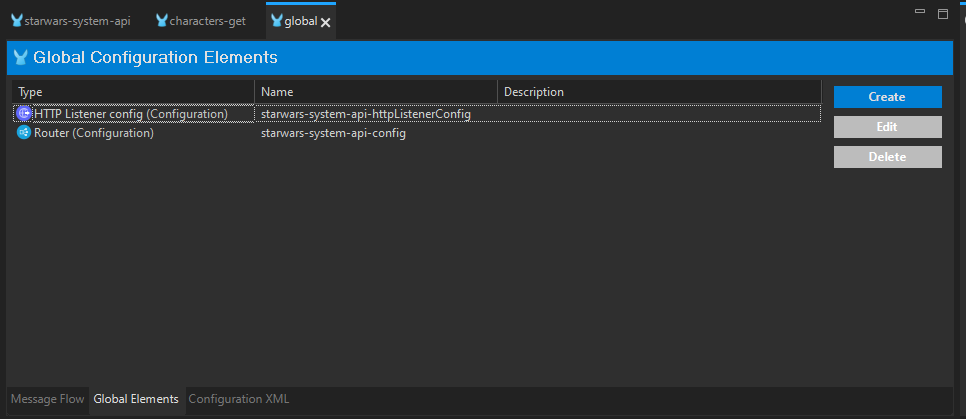 starwars-system-api characters-get global
Global Configuration Elements
Type Name Description
HTTP Listener config (Configuration) starwars-system-api-httpListenerConfig
Router (Configuration) starwars-system-api-config
Create
Edit
Delete
Message Flow Global Elements Configuration XML